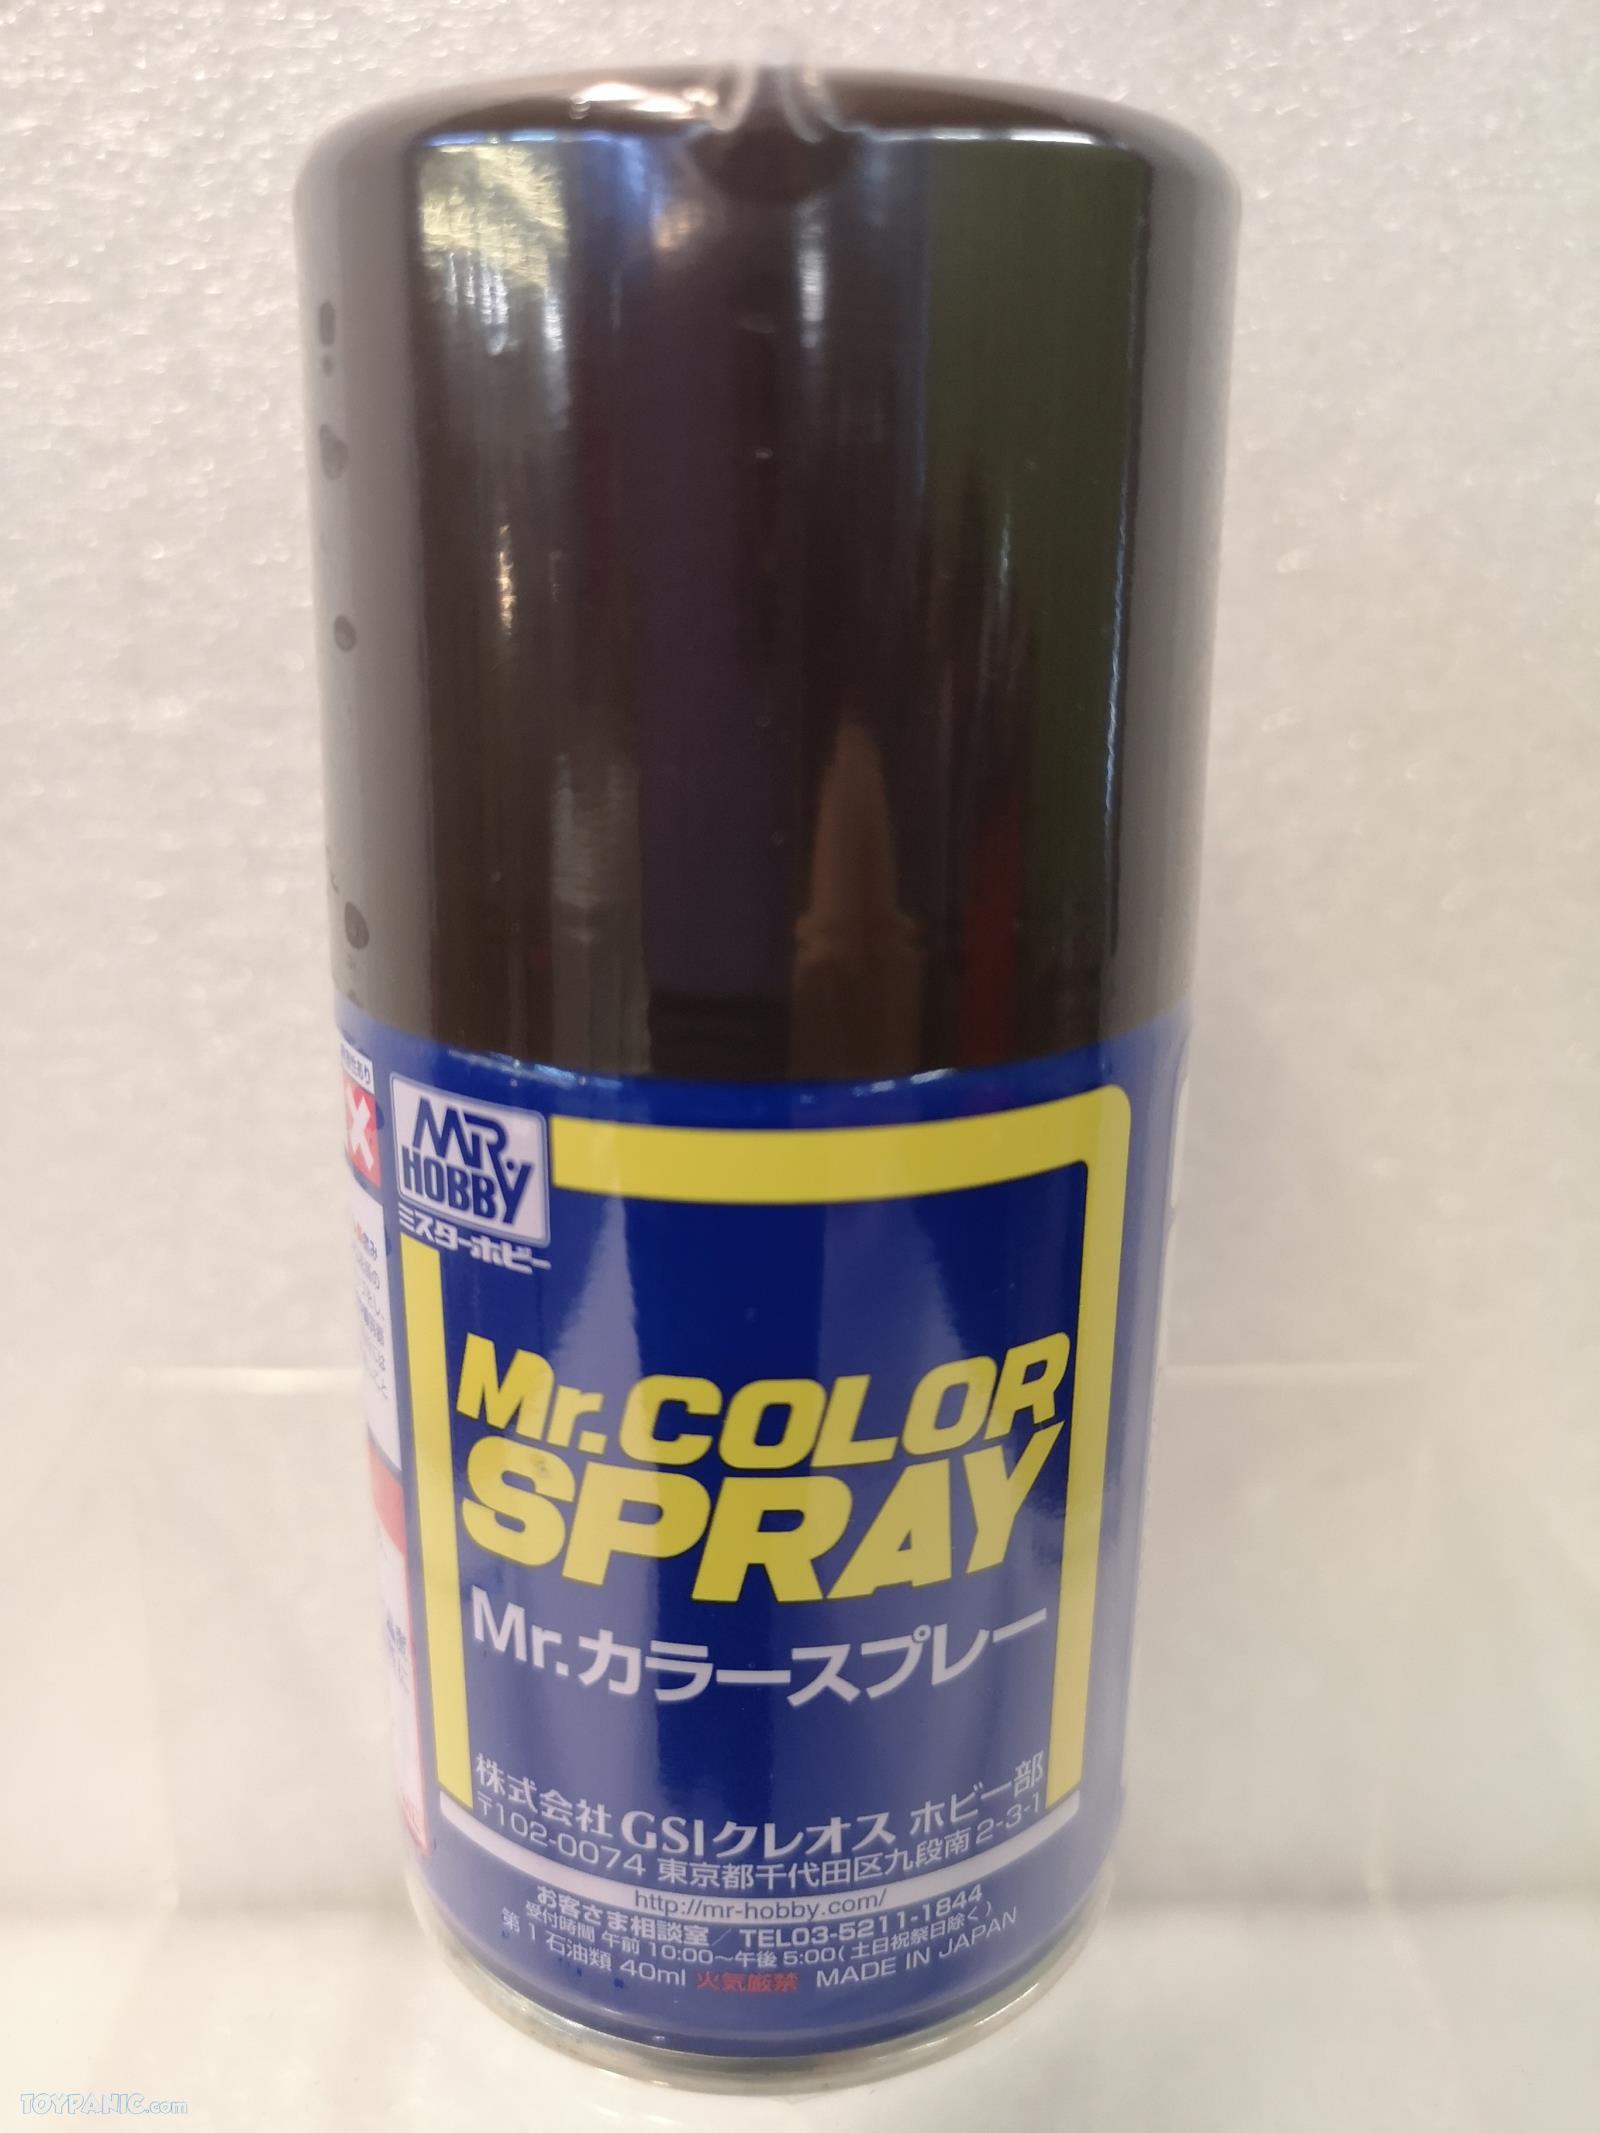 MR.
HOBBY
ミスターホビー
Mr.COLOR
SPRAY
Mr.カラースプレー
株式会社 GSIクレオス ホビー部
〒102-0074 東京都千代田区九段南2-3-1
http://mr-hobby.com/
お客さま相談室／TEL03-5211-1844
受付時間 午前10:00～午後5:00(土日祝祭日除く)
第1石油類 40ml 火気厳禁 MADE IN JAPAN
TOYPANIC.com